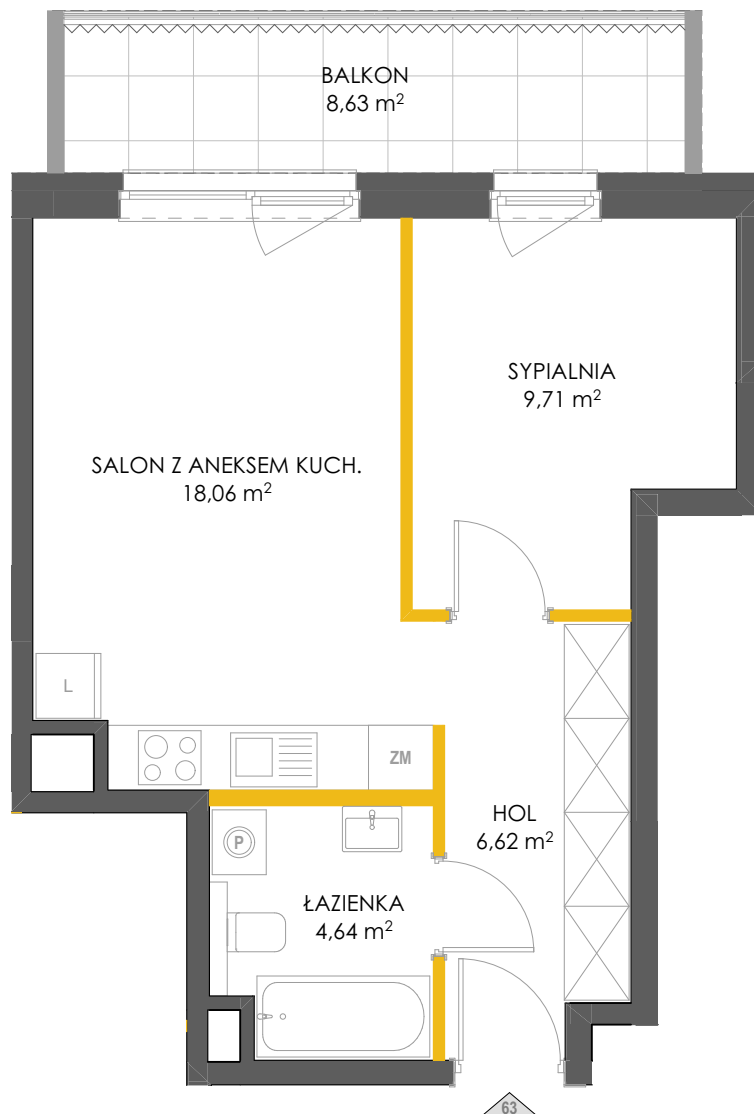 BALKON
8,63 m²
SYPIALNIA
9,71 m²
SALON Z ANEKSEM KUCH.
18,06 m²
L
ZM
HOL
6,62 m²
P
ŁAZIENKA
4,64 m²
63